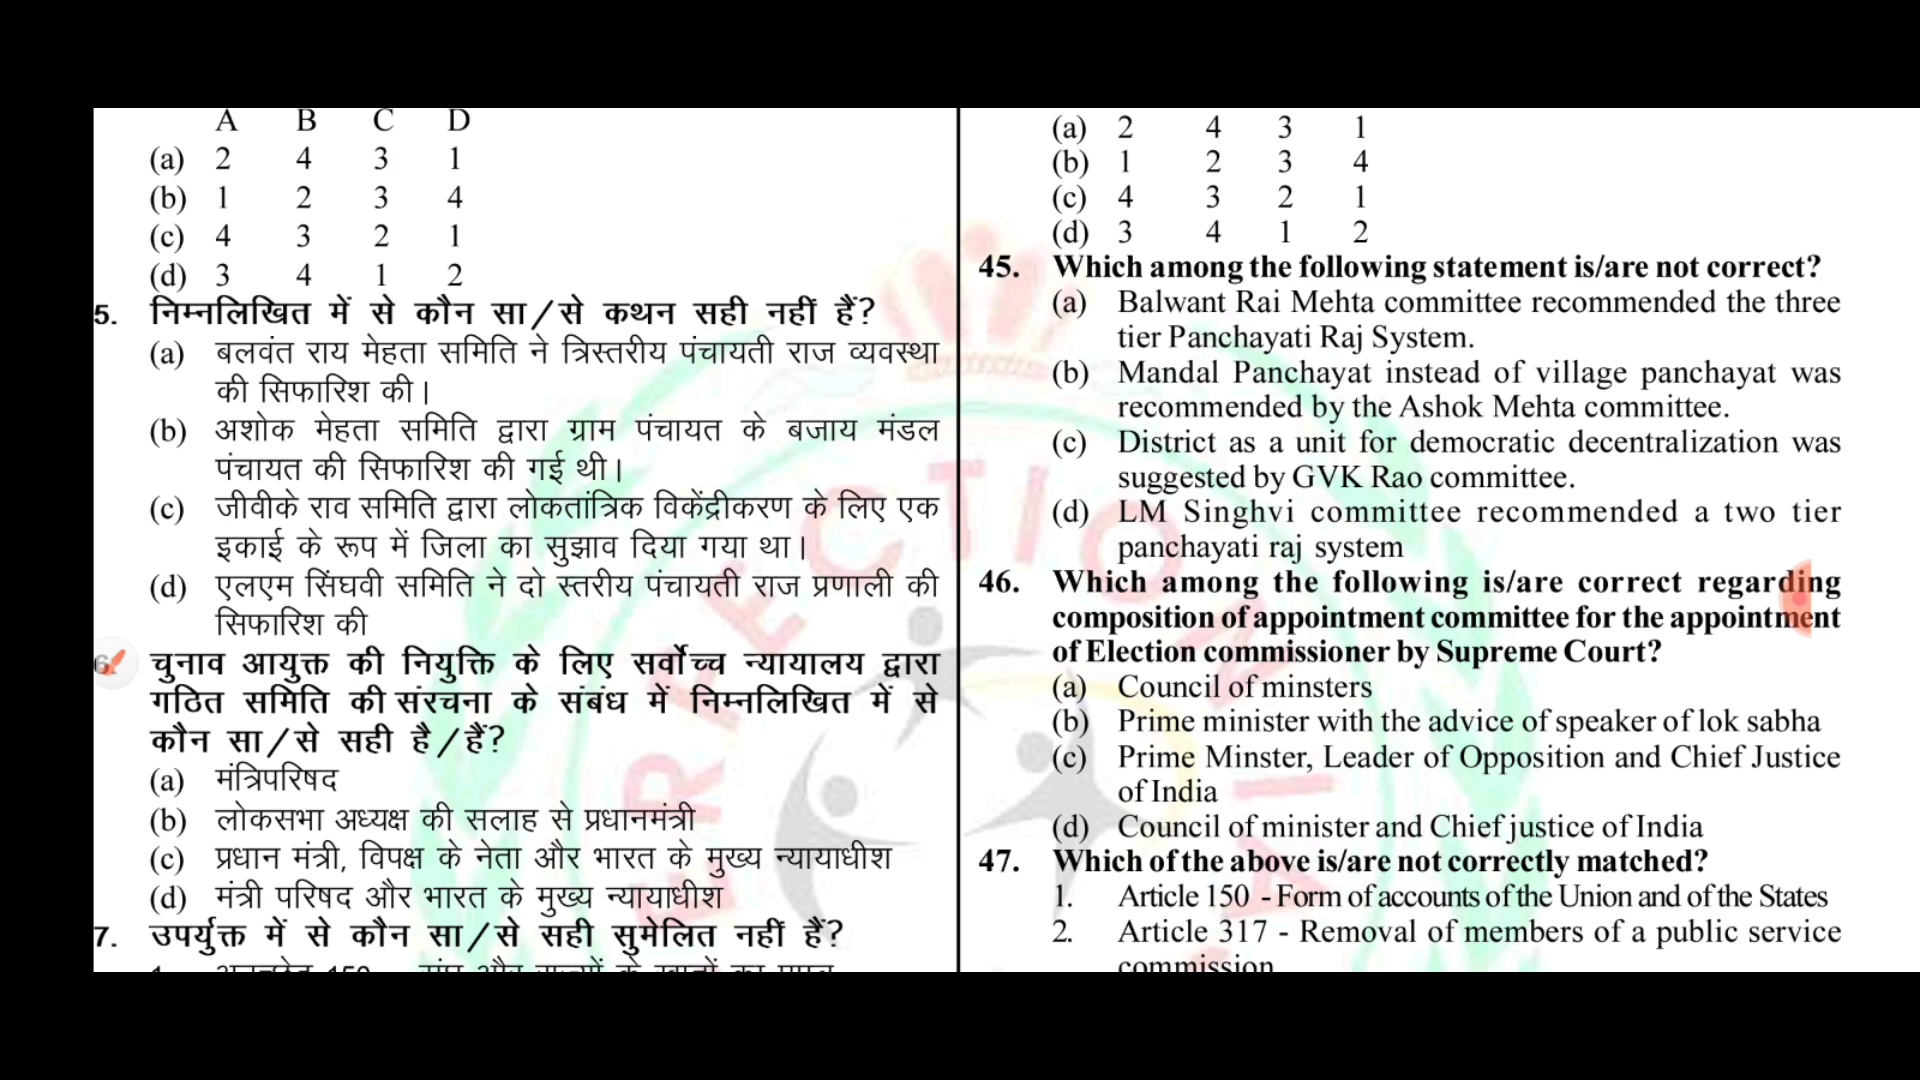 A B C D
(a) 2 4 3 1
(b) 1 2 3 4
(c) 4 3 2 1
(d) 3 4 1 2
5. निम्नलिखित में से कौन सा/से कथन सही नहीं हैं?
(a) बलवंत राय मेहता समिति ने त्रिस्तरीय पंचायती राज व्यवस्था
की सिफारिश की।
(b) अशोक मेहता समिति द्वारा ग्राम पंचायत के बजाय मंडल
पंचायत की सिफारिश की गई थी।
(c) जीवीके राव समिति द्वारा लोकतांत्रिक विकेंद्रीकरण के लिए एक
इकाई के रूप में जिला का सुझाव दिया गया था।
(d) एलएम सिंघवी समिति ने दो स्तरीय पंचायती राज प्रणाली की
सिफारिश की
6. चुनाव आयुक्त की नियुक्ति के लिए सर्वोच्च न्यायालय द्वारा
गठित समिति की संरचना के संबंध में निम्नलिखित में से
कौन सा/से सही है/हैं?
(a) मंत्रिपरिषद
(b) लोकसभा अध्यक्ष की सलाह से प्रधानमंत्री
(c) प्रधान मंत्री, विपक्ष के नेता और भारत के मुख्य न्यायाधीश
(d) मंत्री परिषद और भारत के मुख्य न्यायाधीश
7. उपर्युक्त में से कौन सा/से सही सुमेलित नहीं हैं?
(a) 2 4 3 1
(b) 1 2 3 4
(c) 4 3 2 1
(d) 3 4 1 2
45. Which among the following statement is/are not correct?
(a) Balwant Rai Mehta committee recommended the three
tier Panchayati Raj System.
(b) Mandal Panchayat instead of village panchayat was
recommended by the Ashok Mehta committee.
(c) District as a unit for democratic decentralization was
suggested by GVK Rao committee.
(d) LM Singhvi committee recommended a two tier
panchayati raj system
46. Which among the following is/are correct regarding
composition of appointment committee for the appointment
of Election commissioner by Supreme Court?
(a) Council of minsters
(b) Prime minister with the advice of speaker of lok sabha
(c) Prime Minster, Leader of Opposition and Chief Justice
of India
(d) Council of minister and Chief justice of India
47. Which of the above is/are not correctly matched?
1. Article 150 - Form of accounts of the Union and of the States
2. Article 317 - Removal of members of a public service
commission